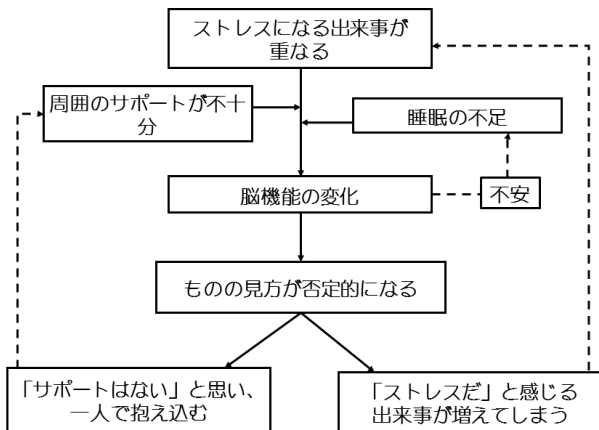 ストレスになる出来事が
重なる
周囲のサポートが不十
分
睡眠の不足
脳機能の変化
不安
ものの見方が否定的になる
「サポートはない」と思い、
一人で抱え込む
「ストレスだ」と感じる
出来事が増えてしまう